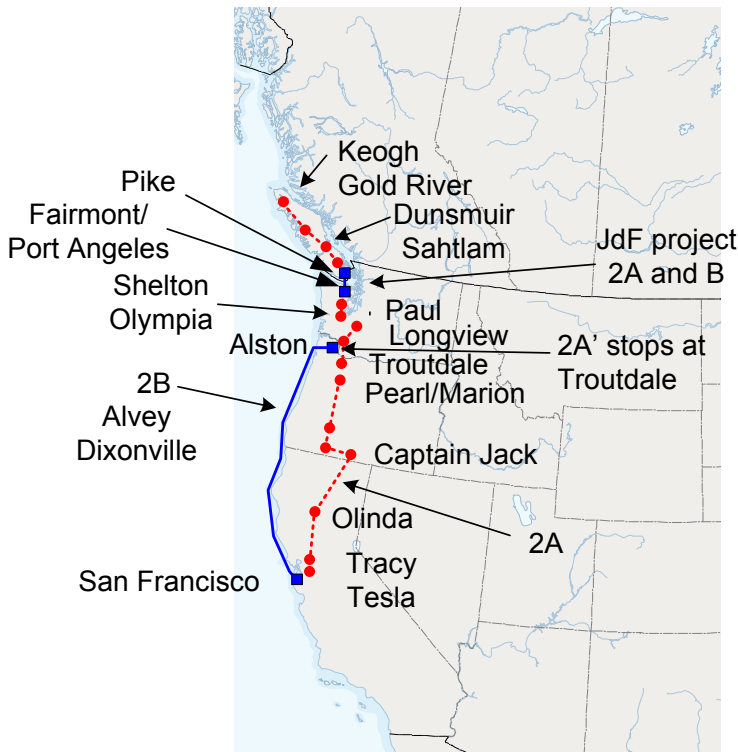 Keogh
Gold River
Pike
Fairmont/
Port Angeles
Dunsmuir
Sahtlam
JdF project
2A and B
Shelton
Olympia
Paul
Longview
Alston
Troutdale
Pearl/Marion
2A’ stops at
Troutdale
2B
Alvey
Dixonville
Captain Jack
Olinda
2A
San Francisco
Tracy
Tesla